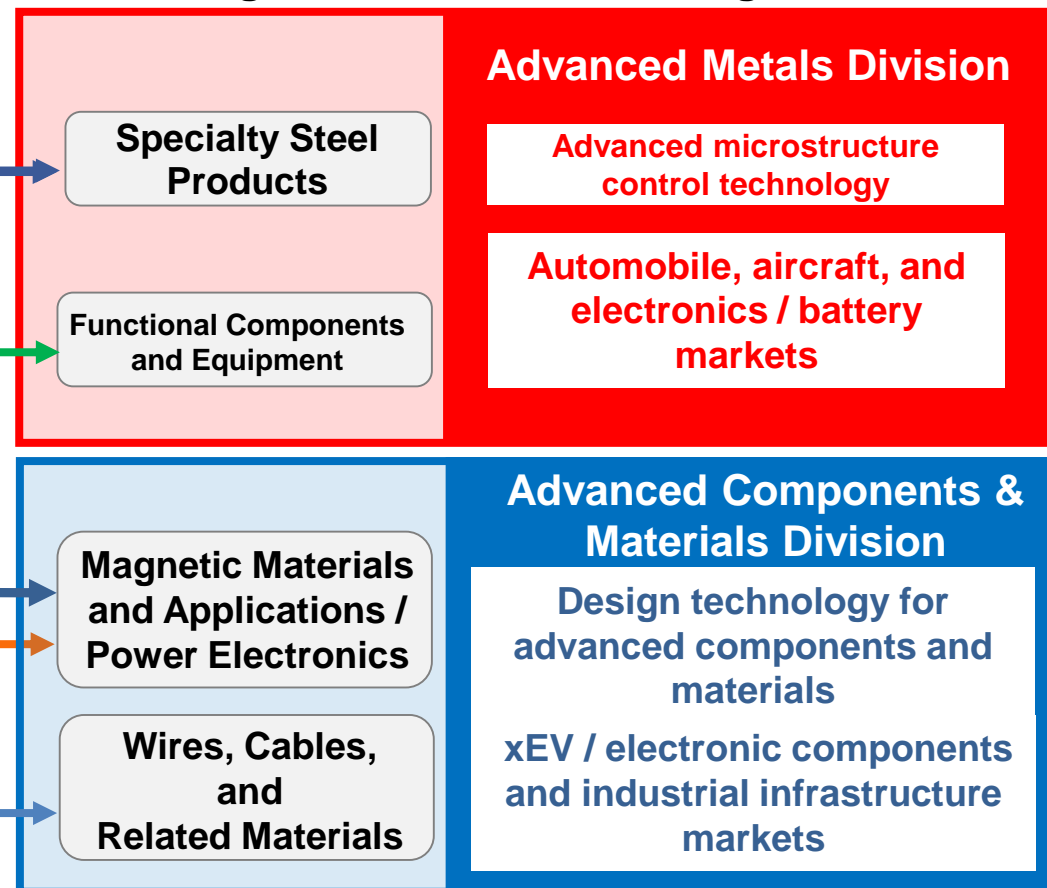 Advanced Metals Division
Specialty Steel
Products
Advanced microstructure
control technology
Functional Components
and Equipment
Automobile, aircraft, and
electronics / battery
markets
Advanced Components &
Materials Division
Magnetic Materials
and Applications /
Power Electronics
Design technology for
advanced components and
materials
Wires, Cables,
and
Related Materials
xEV / electronic components
and industrial infrastructure
markets